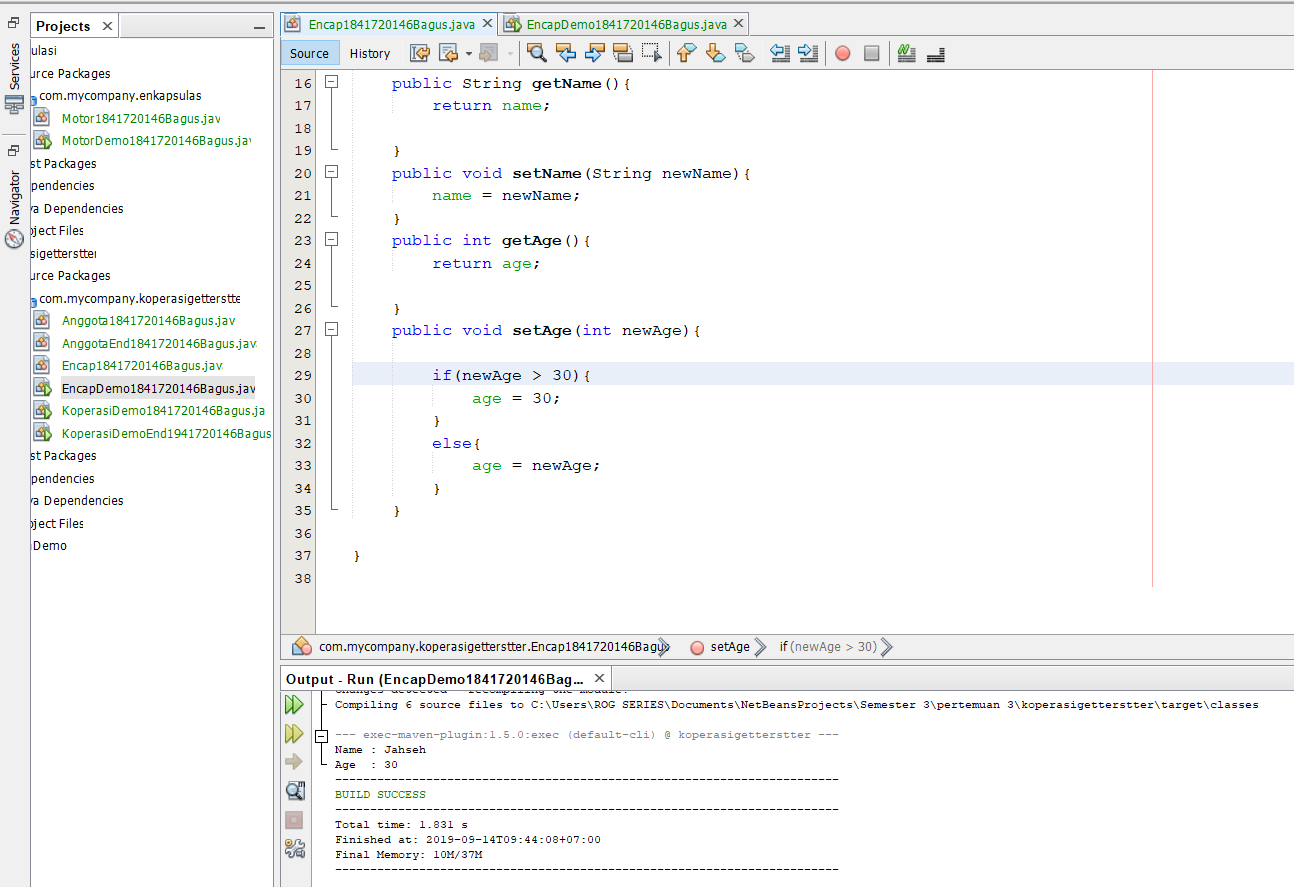 Projects
Services
Navigator
ulasi
urce Packages
com.mycompany.enkapsulas
Motor1841720146Bagus.jav
MotorDemo1841720146Bagus.jav
st Packages
pendencies
va Dependencies
oject Files
sigetterstter
urce Packages
com.mycompany.koperasigetterstte
Anggota1841720146Bagus.jav
AnggotaEnd1841720146Bagus.java
Encap1841720146Bagus.java
EncapDemo1841720146Bagus.jav
KoperasiDemo1841720146Bagus.ja
KoperasiDemoEnd1941720146Bagus
st Packages
pendencies
va Dependencies
oject Files
Demo
Encap1841720146Bagus.java EncapDemo1841720146Bagus.java
Source History
16 public String getName(){
17 return name;
18
19 }
20 public void setName(String newName){
21 name = newName;
22 }
23 public int getAge(){
24 return age;
25
26 }
27 public void setAge(int newAge){
28
29 if(newAge > 30){
30 age = 30;
31 }
32 else{
33 age = newAge;
34 }
35 }
36
37 }
38
com.mycompany.koperasigetterstter.Encap1841720146Bagus setAge if (newAge > 30)
Output - Run (EncapDemo1841720146Bag...
Changes detected - recompiling the module!
Compiling 6 source files to C:\Users\ROG SERIES\Documents\NetBeansProjects\Semester 3\pertemuan 3\koperasigetterstter\target\classes
--- exec-maven-plugin:1.5.0:exec (default-cli) @ koperasigetterstter ---
Name : Jahseh
Age  : 30
------------------------------------------------------------------------
BUILD SUCCESS
------------------------------------------------------------------------
Total time: 1.831 s
Finished at: 2019-09-14T09:44:08+07:00
Final Memory: 10M/37M
------------------------------------------------------------------------